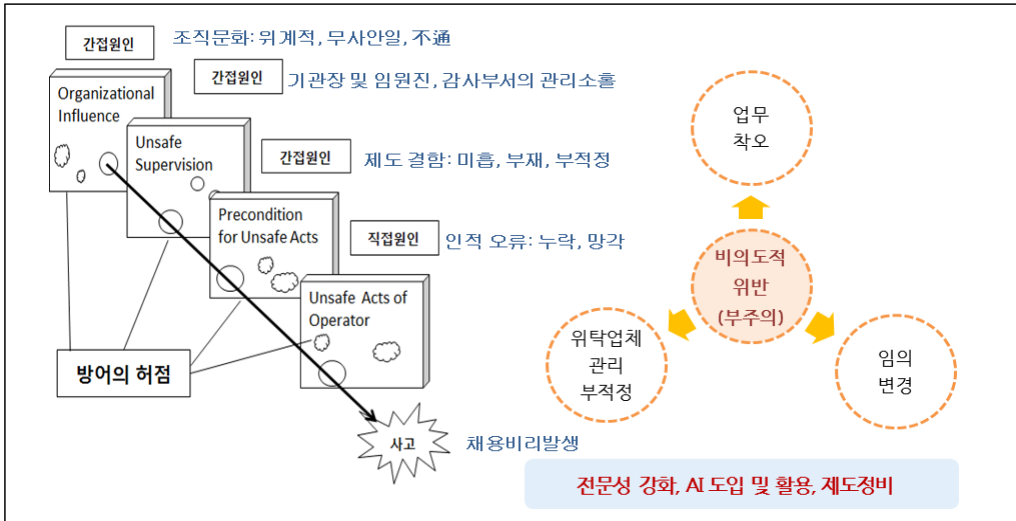 간접원인
조직문화: 위계적, 무사안일, 不通
Organizational
Influence
간접원인
기관장 및 임원진, 감사부서의 관리소홀
Unsafe
Supervision
간접원인
제도 결함: 미흡, 부재, 부적정
Precondition
for Unsafe Acts
직접원인
인적 오류: 누락, 망각
Unsafe Acts of
Operator
방어의 허점
사고
채용비리발생
업무
착오
비의도적
위반
(부주의)
위탁업체
관리
부적정
임의
변경
전문성 강화, AI 도입 및 활용, 제도정비